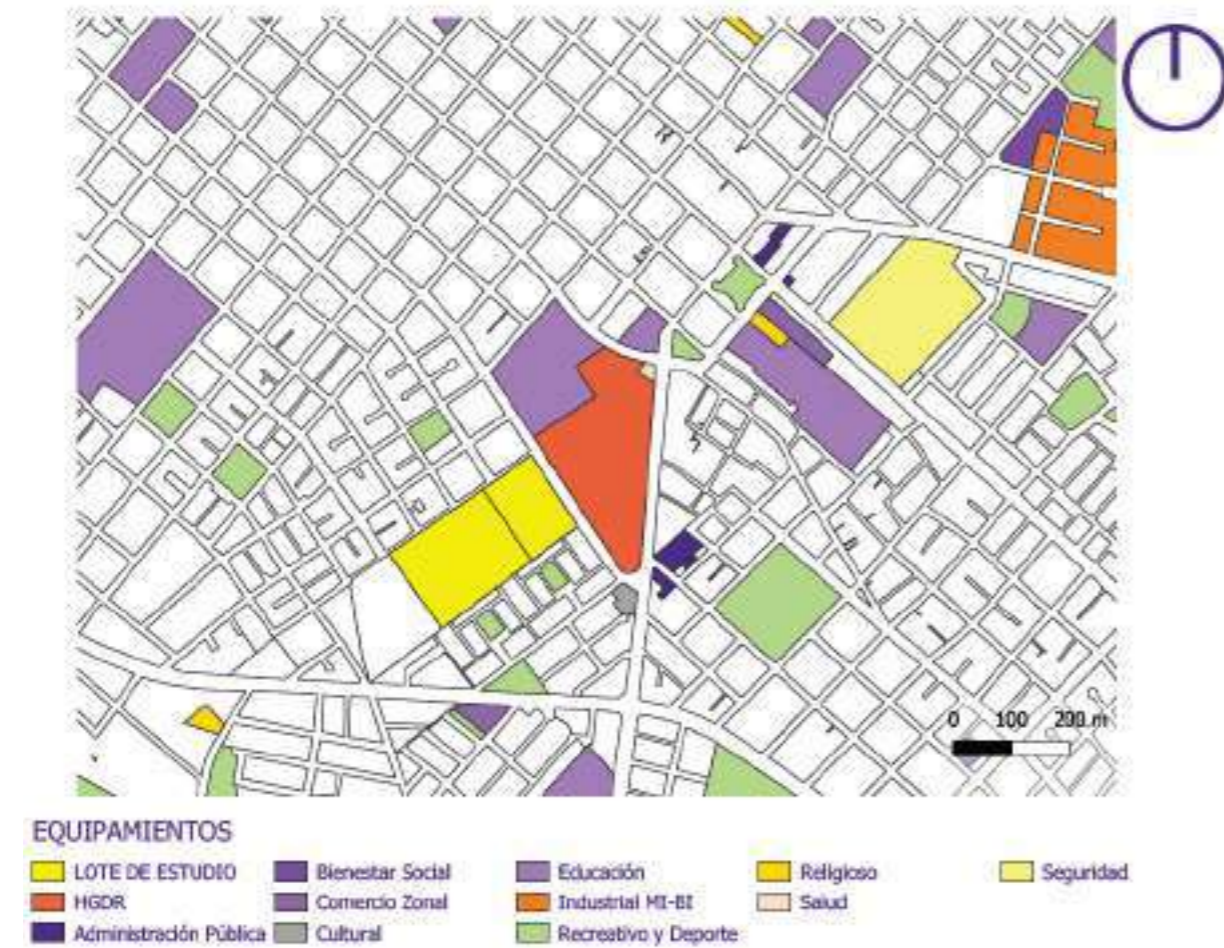 0 100 200 m
EQUIPAMIENTOS
LOTE DE ESTUDIO Bienestar Social Educación Religioso Seguridad
HGDR Comercio Zonal Industrial MI-BI Salud
Administración Pública Cultural Recreativo y Deporte